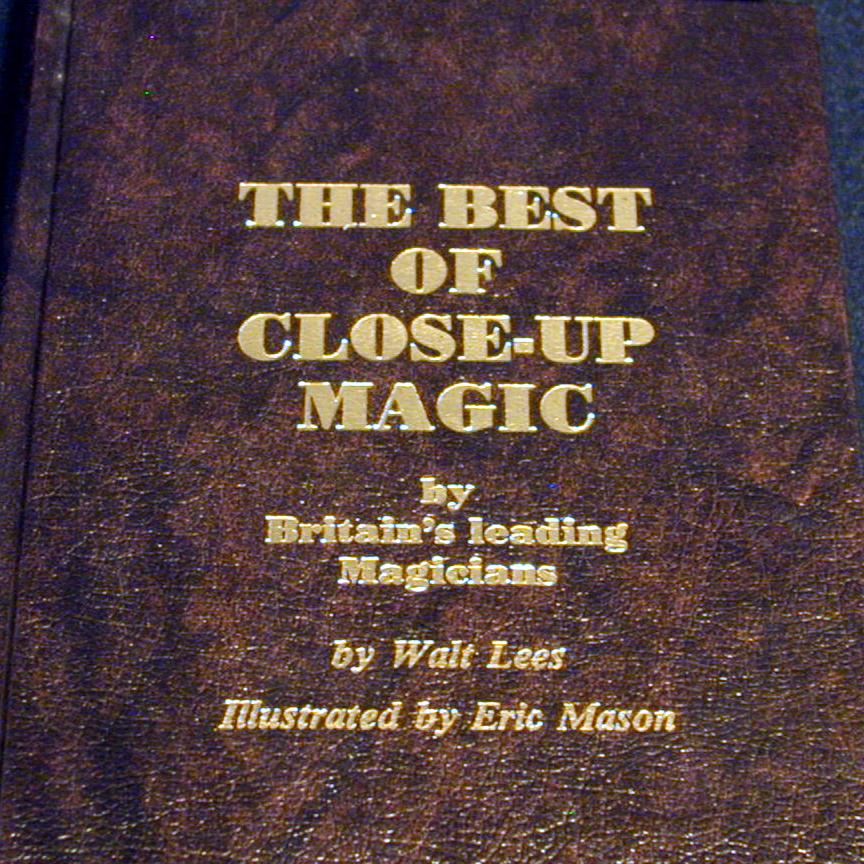 THE BEST
OF
CLOSE-UP
MAGIC
by
Britain's leading
Magicians
by Walt Lees
Illustrated by Eric Mason